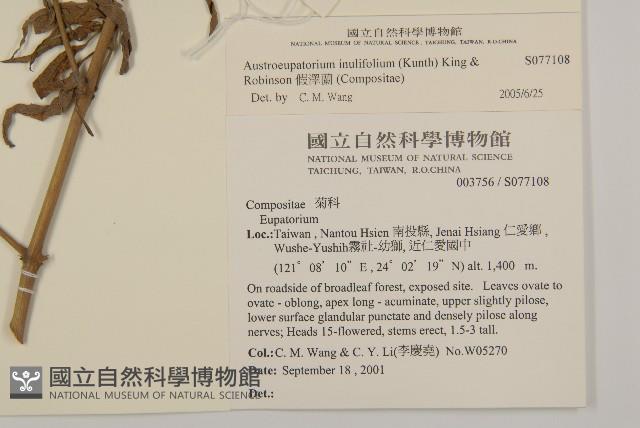 國立自然科學博物館
NATIONAL MUSEUM OF NATURAL SCIENCE, TAICHUNG, TAIWAN, R.O.CHINA
Austroeupatorium inulifolium (Kunth) King & S077108
Robinson 假澤蘭 (Compositae)
Det. by C. M. Wang 2005/6/25
國立自然科學博物館
NATIONAL MUSEUM OF NATURAL SCIENCE
TAICHUNG, TAIWAN, R.O.CHINA
003756 / S077108
Compositae 菊科
Eupatorium
Loc.:Taiwan , Nantou Hsien 南投縣, Jenai Hsiang 仁愛鄉 ,
Wushe-Yushih霧社-幼獅, 近仁愛國中
(121° 08' 10" E , 24° 02' 19" N) alt. 1,400 m.
On roadside of broadleaf forest, exposed site. Leaves ovate to
ovate - oblong, apex long - acuminate, upper slightly pilose,
lower surface glandular punctate and densely pilose along
nerves; Heads 15-flowered, stems erect, 1.5-3 tall.
Col.:C. M. Wang & C. Y. Li(李慶堯) No.W05270
Date: September 18 , 2001
Det.:
國立自然科學博物館
NATIONAL MUSEUM OF NATURAL SCIENCE